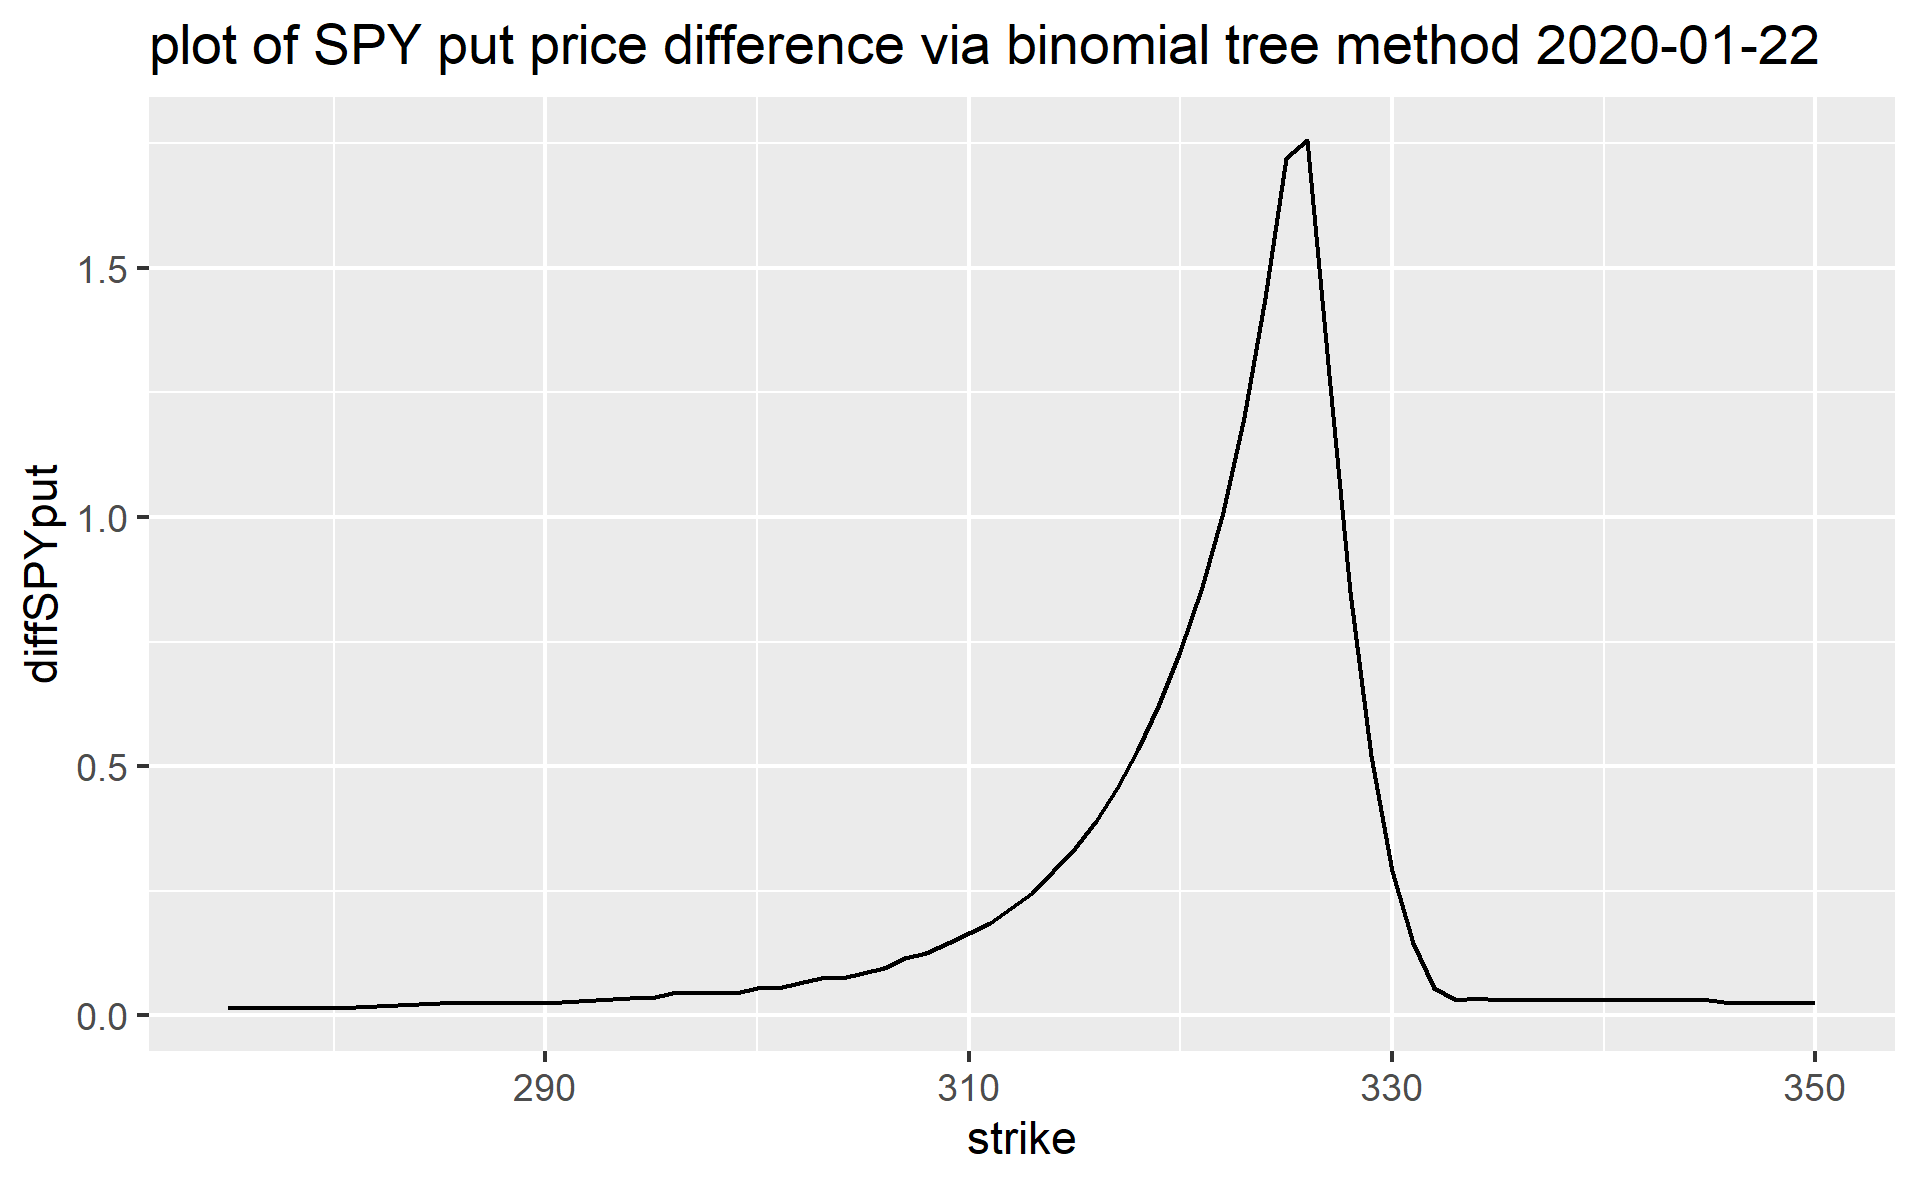 plot of SPY put price difference via binomial tree method 2020-01-22
1.5
1.0
0.5
0.0
diffSPYput
290
310
330
350
strike